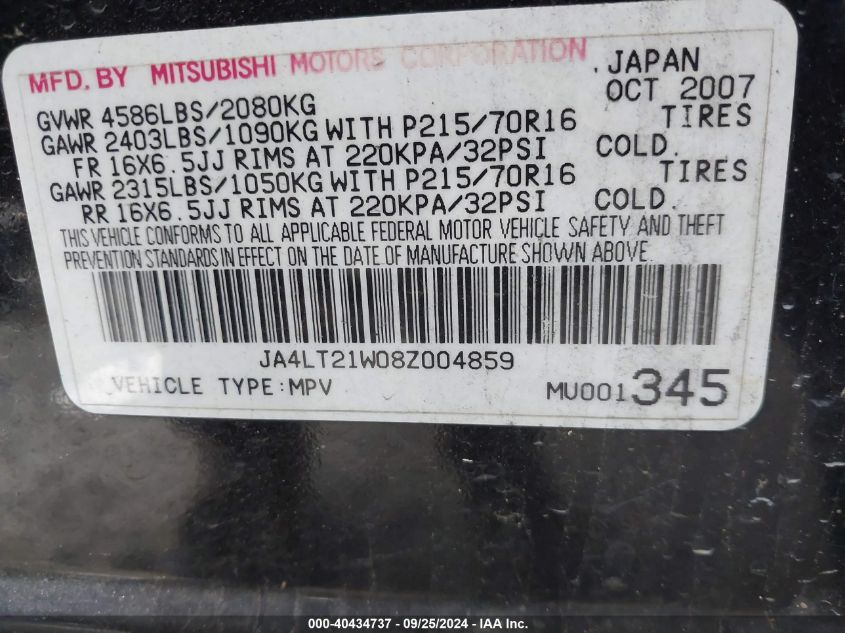 MFD. BY MITSUBISHI MOTORS CORPORATION . JAPAN
GVWR 4586LBS/2080KG OCT 2007
GAWR 2403LBS/1090KG WITH P215/70R16 TIRES
FR 16X6.5JJ RIMS AT 220KPA/32PSI COLD.
GAWR 2315LBS/1050KG WITH P215/70R16 TIRES
RR 16X6.5JJ RIMS AT 220KPA/32PSI COLD.
THIS VEHICLE CONFORMS TO ALL APPLICABLE FEDERAL MOTOR VEHICLE SAFETY AND THEFT
PREVENTION STANDARDS IN EFFECT ON THE DATE OF MANUFACTURE SHOWN ABOVE.
JA4LT21W08Z004859
VEHICLE TYPE:MPV MU001345
000-40434737 - 09/25/2024 - IAA Inc.